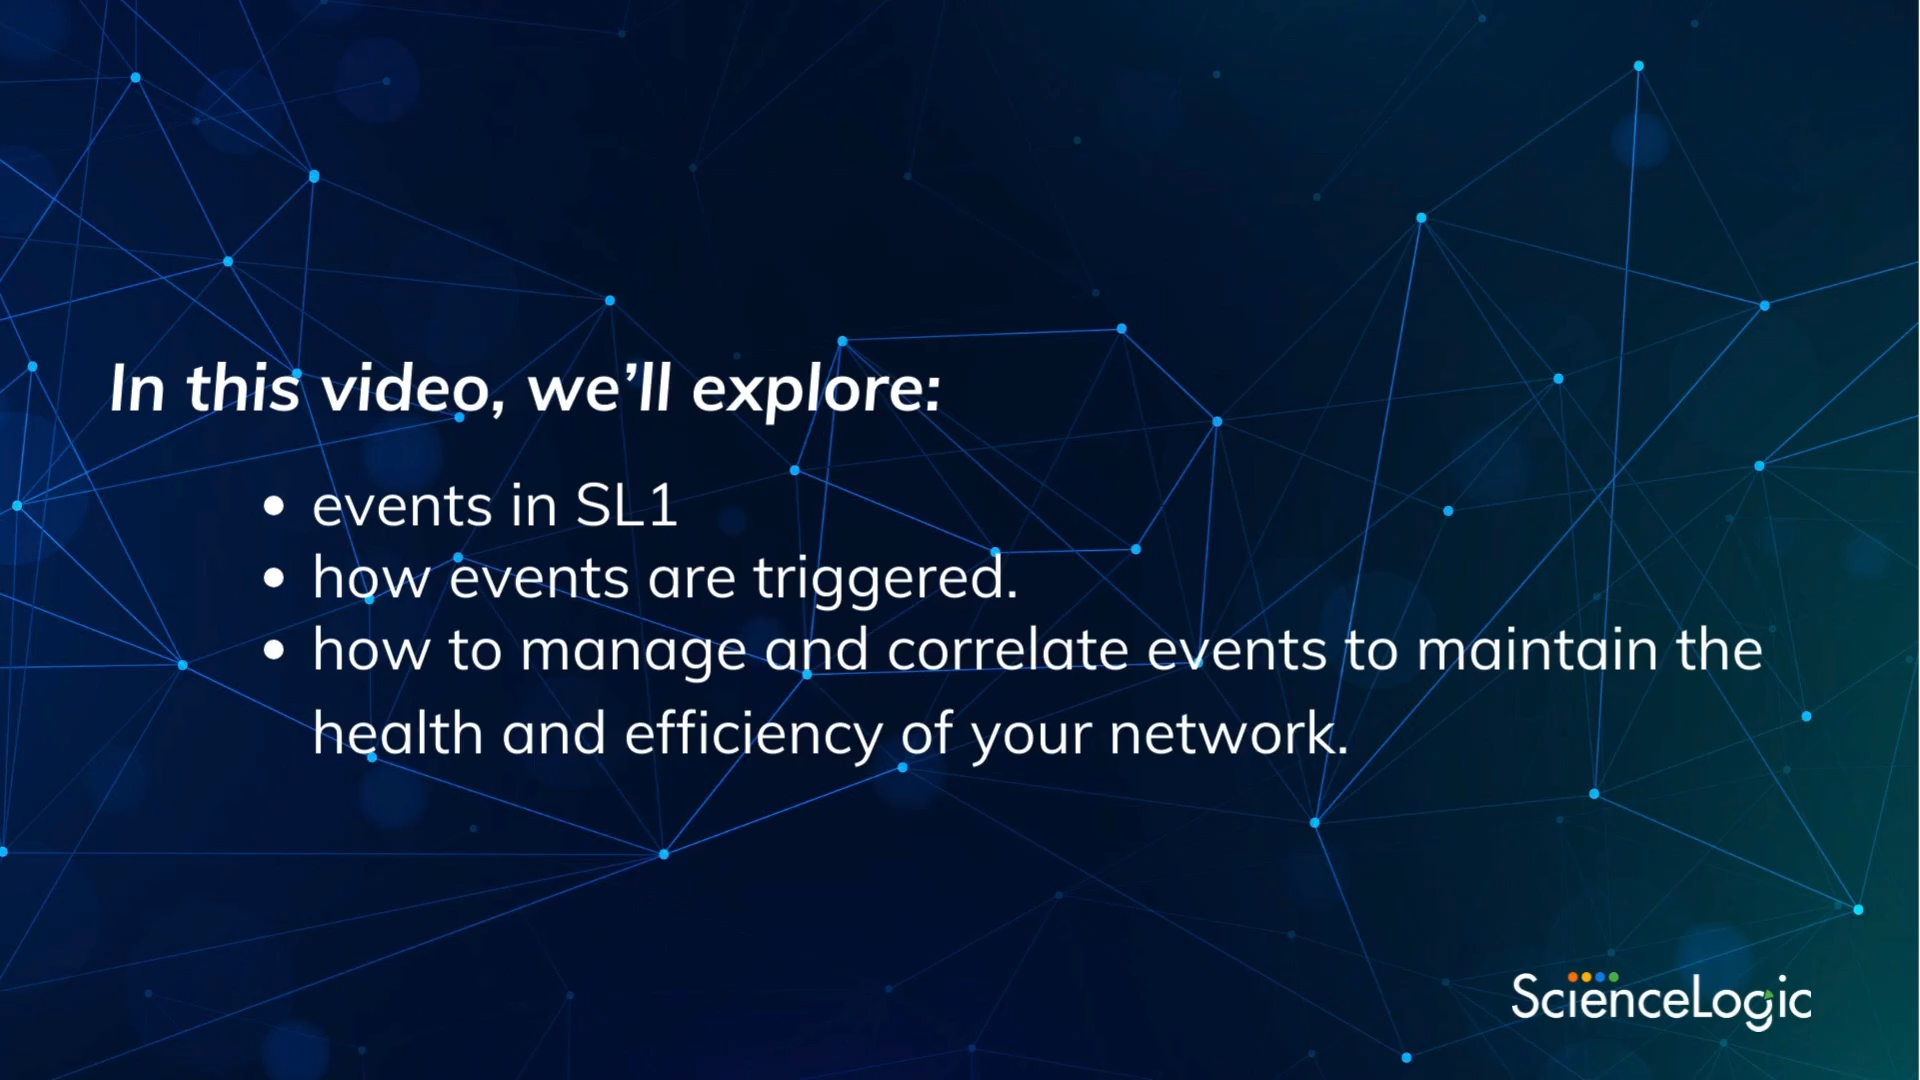 In this video, we’ll explore:
• events in SL1
• how events are triggered.
• how to manage and correlate events to maintain the
health and efficiency of your network.
ScienceLogic